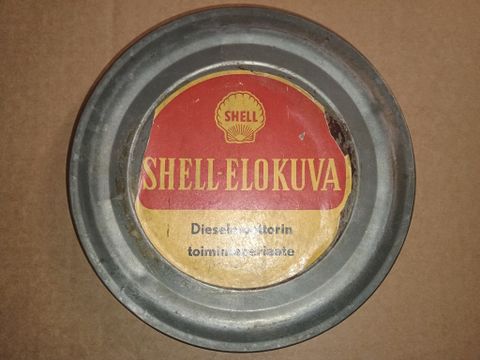 SHELL
SHELL-ELOKUVA
Dieselmoottorin
toimintaperiaate